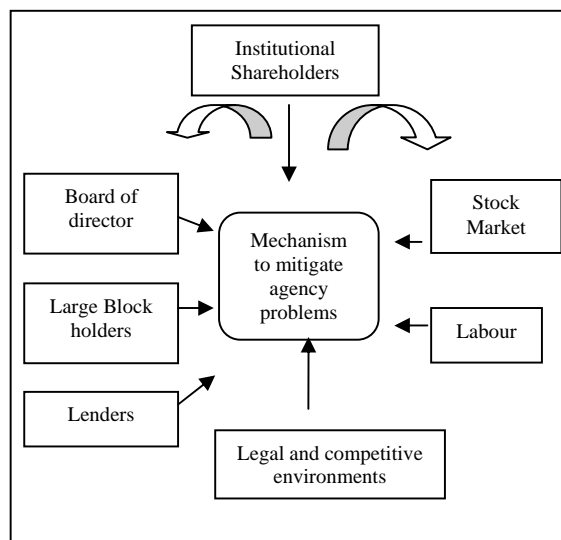 Institutional
Shareholders
Board of
director
Stock
Market
Mechanism
to mitigate
agency
problems
Large Block
holders
Labour
Lenders
Legal and competitive
environments